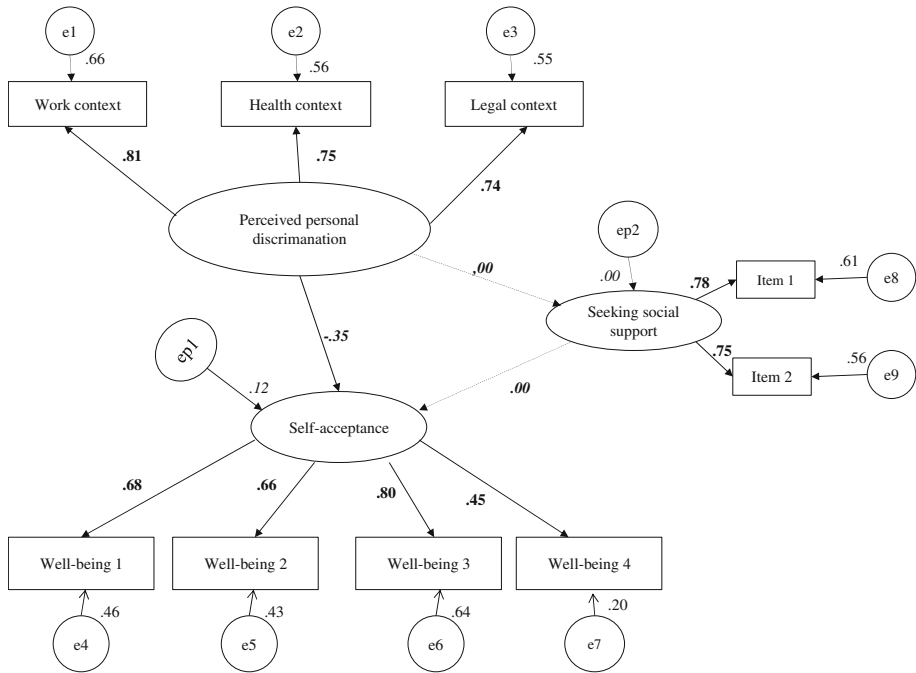 e1
e2
e3
.66
.56
.55
Work context
Health context
Legal context
.81
.75
.74
Perceived personal
discrimanation
ep2
,00
.00
.78
Item 1
.61
e8
Seeking social
support
-.35
ep1
.75
Item 2
.56
e9
.12
.00
Self-acceptance
.68
.66
.80
.45
Well-being 1
Well-being 2
Well-being 3
Well-being 4
.46
.43
.64
.20
e4
e5
e6
e7